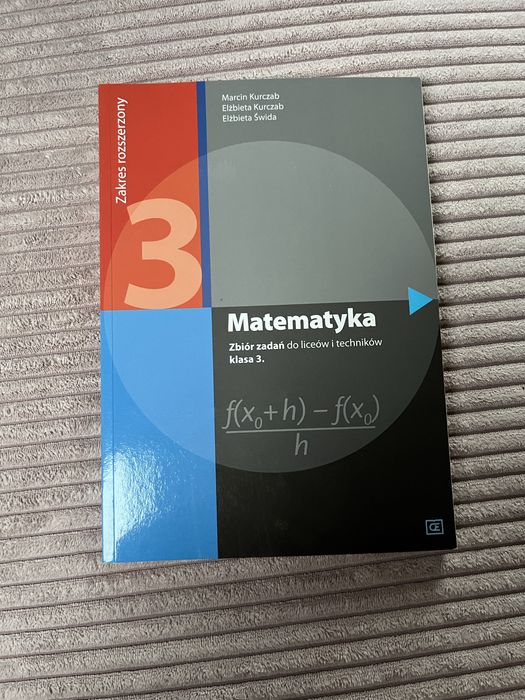 Marcin Kurczab
Elżbieta Kurczab
Elżbieta Świda
Zakres rozszerzony
3
Matematyka
Zbiór zadań do liceów i techników
klasa 3.
f(x₀+h) – f(x₀)
h
OE